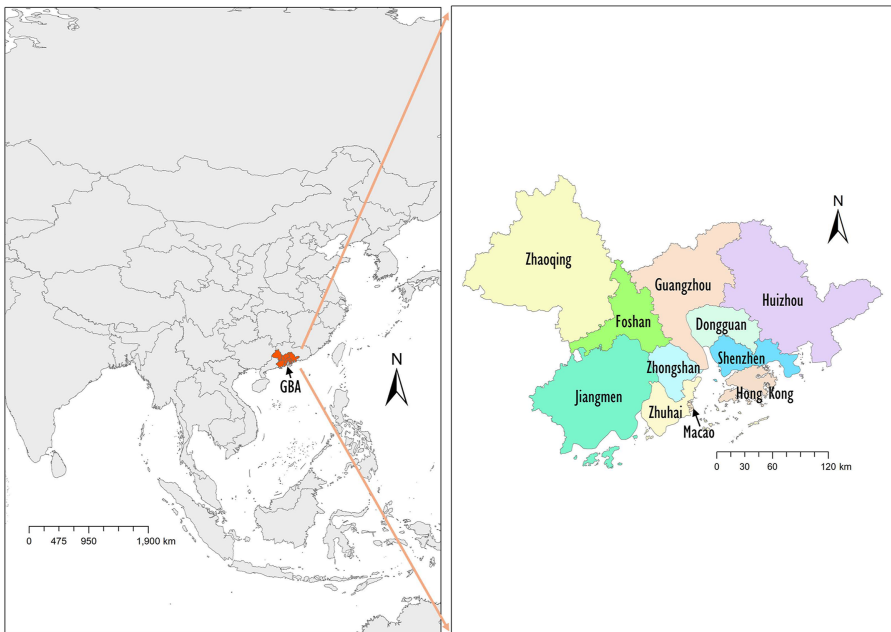 N
GBA
0 475 950 1,900 km
N
Zhaoqing
Guangzhou
Huizhou
Foshan
Dongguan
Shenzhen
Zhongshan
Hong Kong
Jiangmen
Zhuhai
Macao
0 30 60 120 km